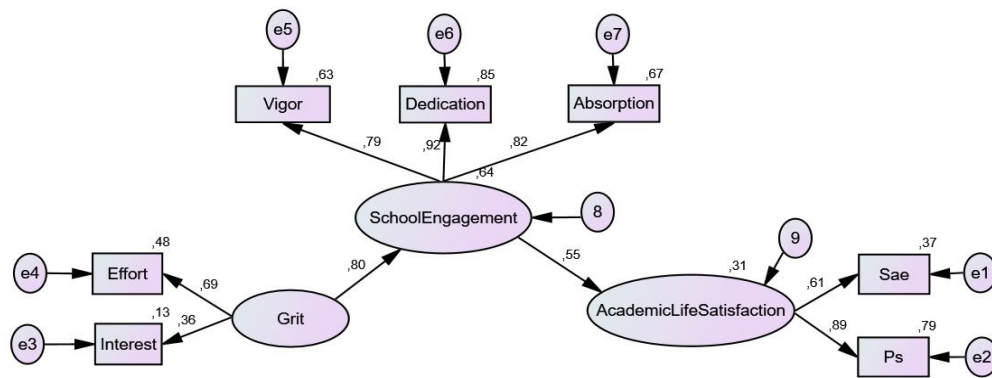 e5
e6
e7
,63
,85
,67
Vigor
Dedication
Absorption
,79
,92
,82
,64
SchoolEngagement
8
,48
e4
Effort
,80
,55
9
,37
,69
,31
Sae
e1
,61
,13
,36
Grit
AcademicLifeSatisfaction
e3
Interest
,89
,79
Ps
e2